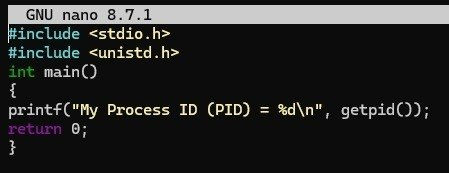 GNU nano 8.7.1
#include <stdio.h>
#include <unistd.h>
int main()
{
printf("My Process ID (PID) = %d\n", getpid());
return 0;
}